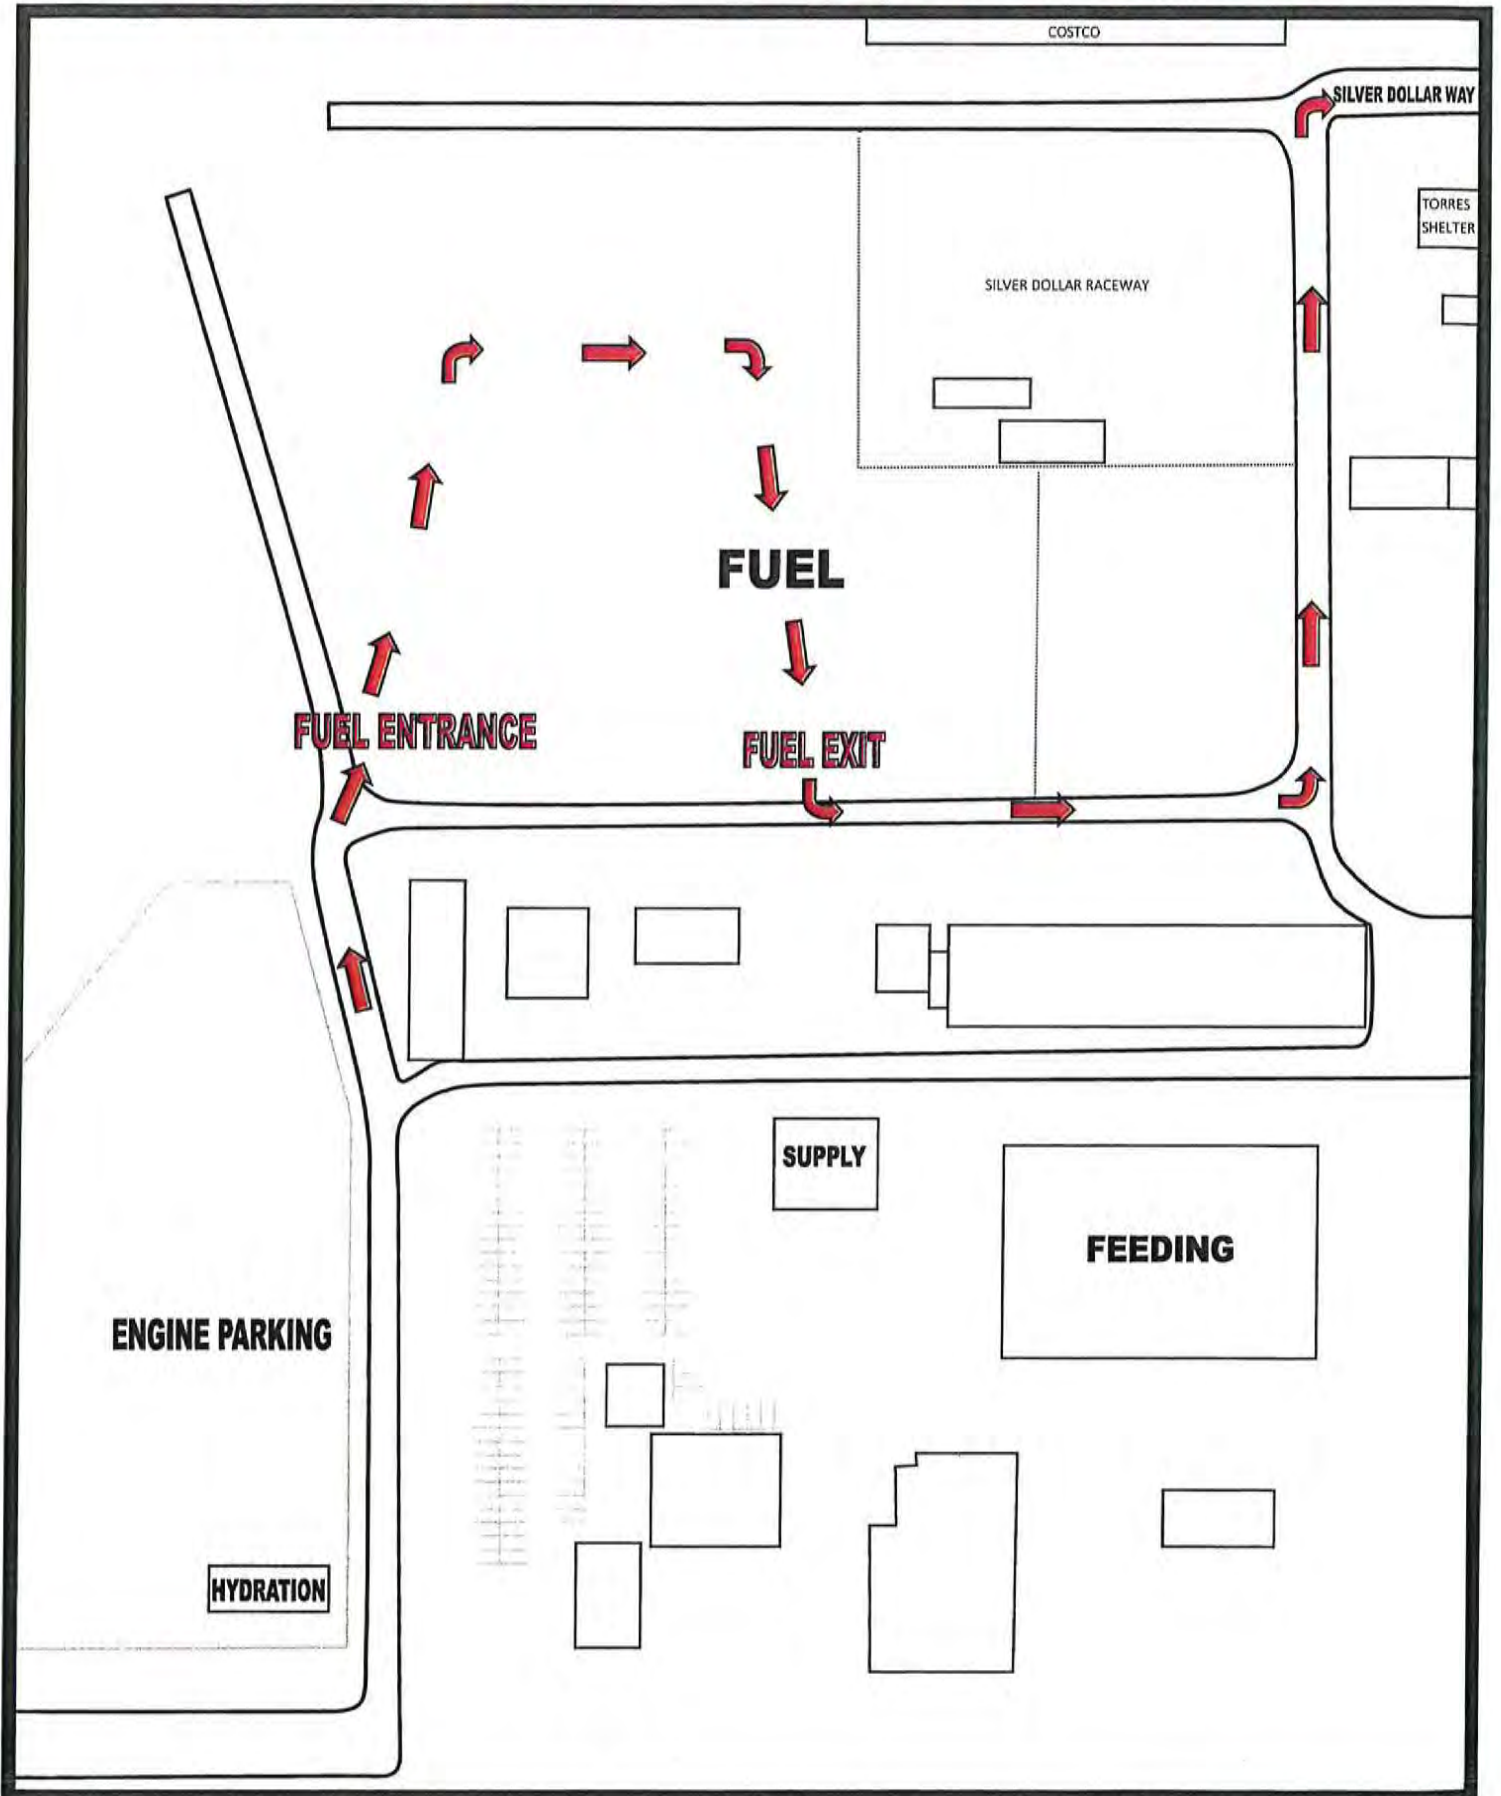 COSTCO
SILVER DOLLAR WAY
TORRES
SHELTER
SILVER DOLLAR RACEWAY
FUEL
FUEL ENTRANCE
FUEL EXIT
SUPPLY
FEEDING
ENGINE PARKING
HYDRATION